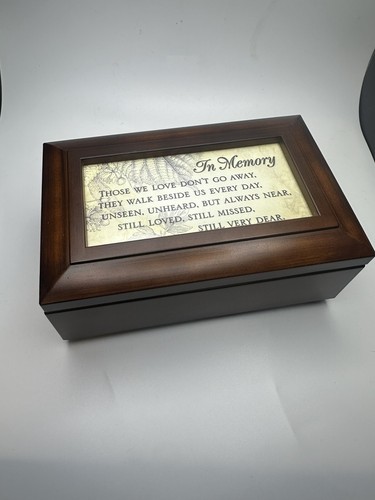 In Memory
THOSE WE LOVE DON'T GO AWAY,
THEY WALK BESIDE US EVERY DAY,
UNSEEN, UNHEARD, BUT ALWAYS NEAR,
STILL LOVED, STILL MISSED,
STILL VERY DEAR.